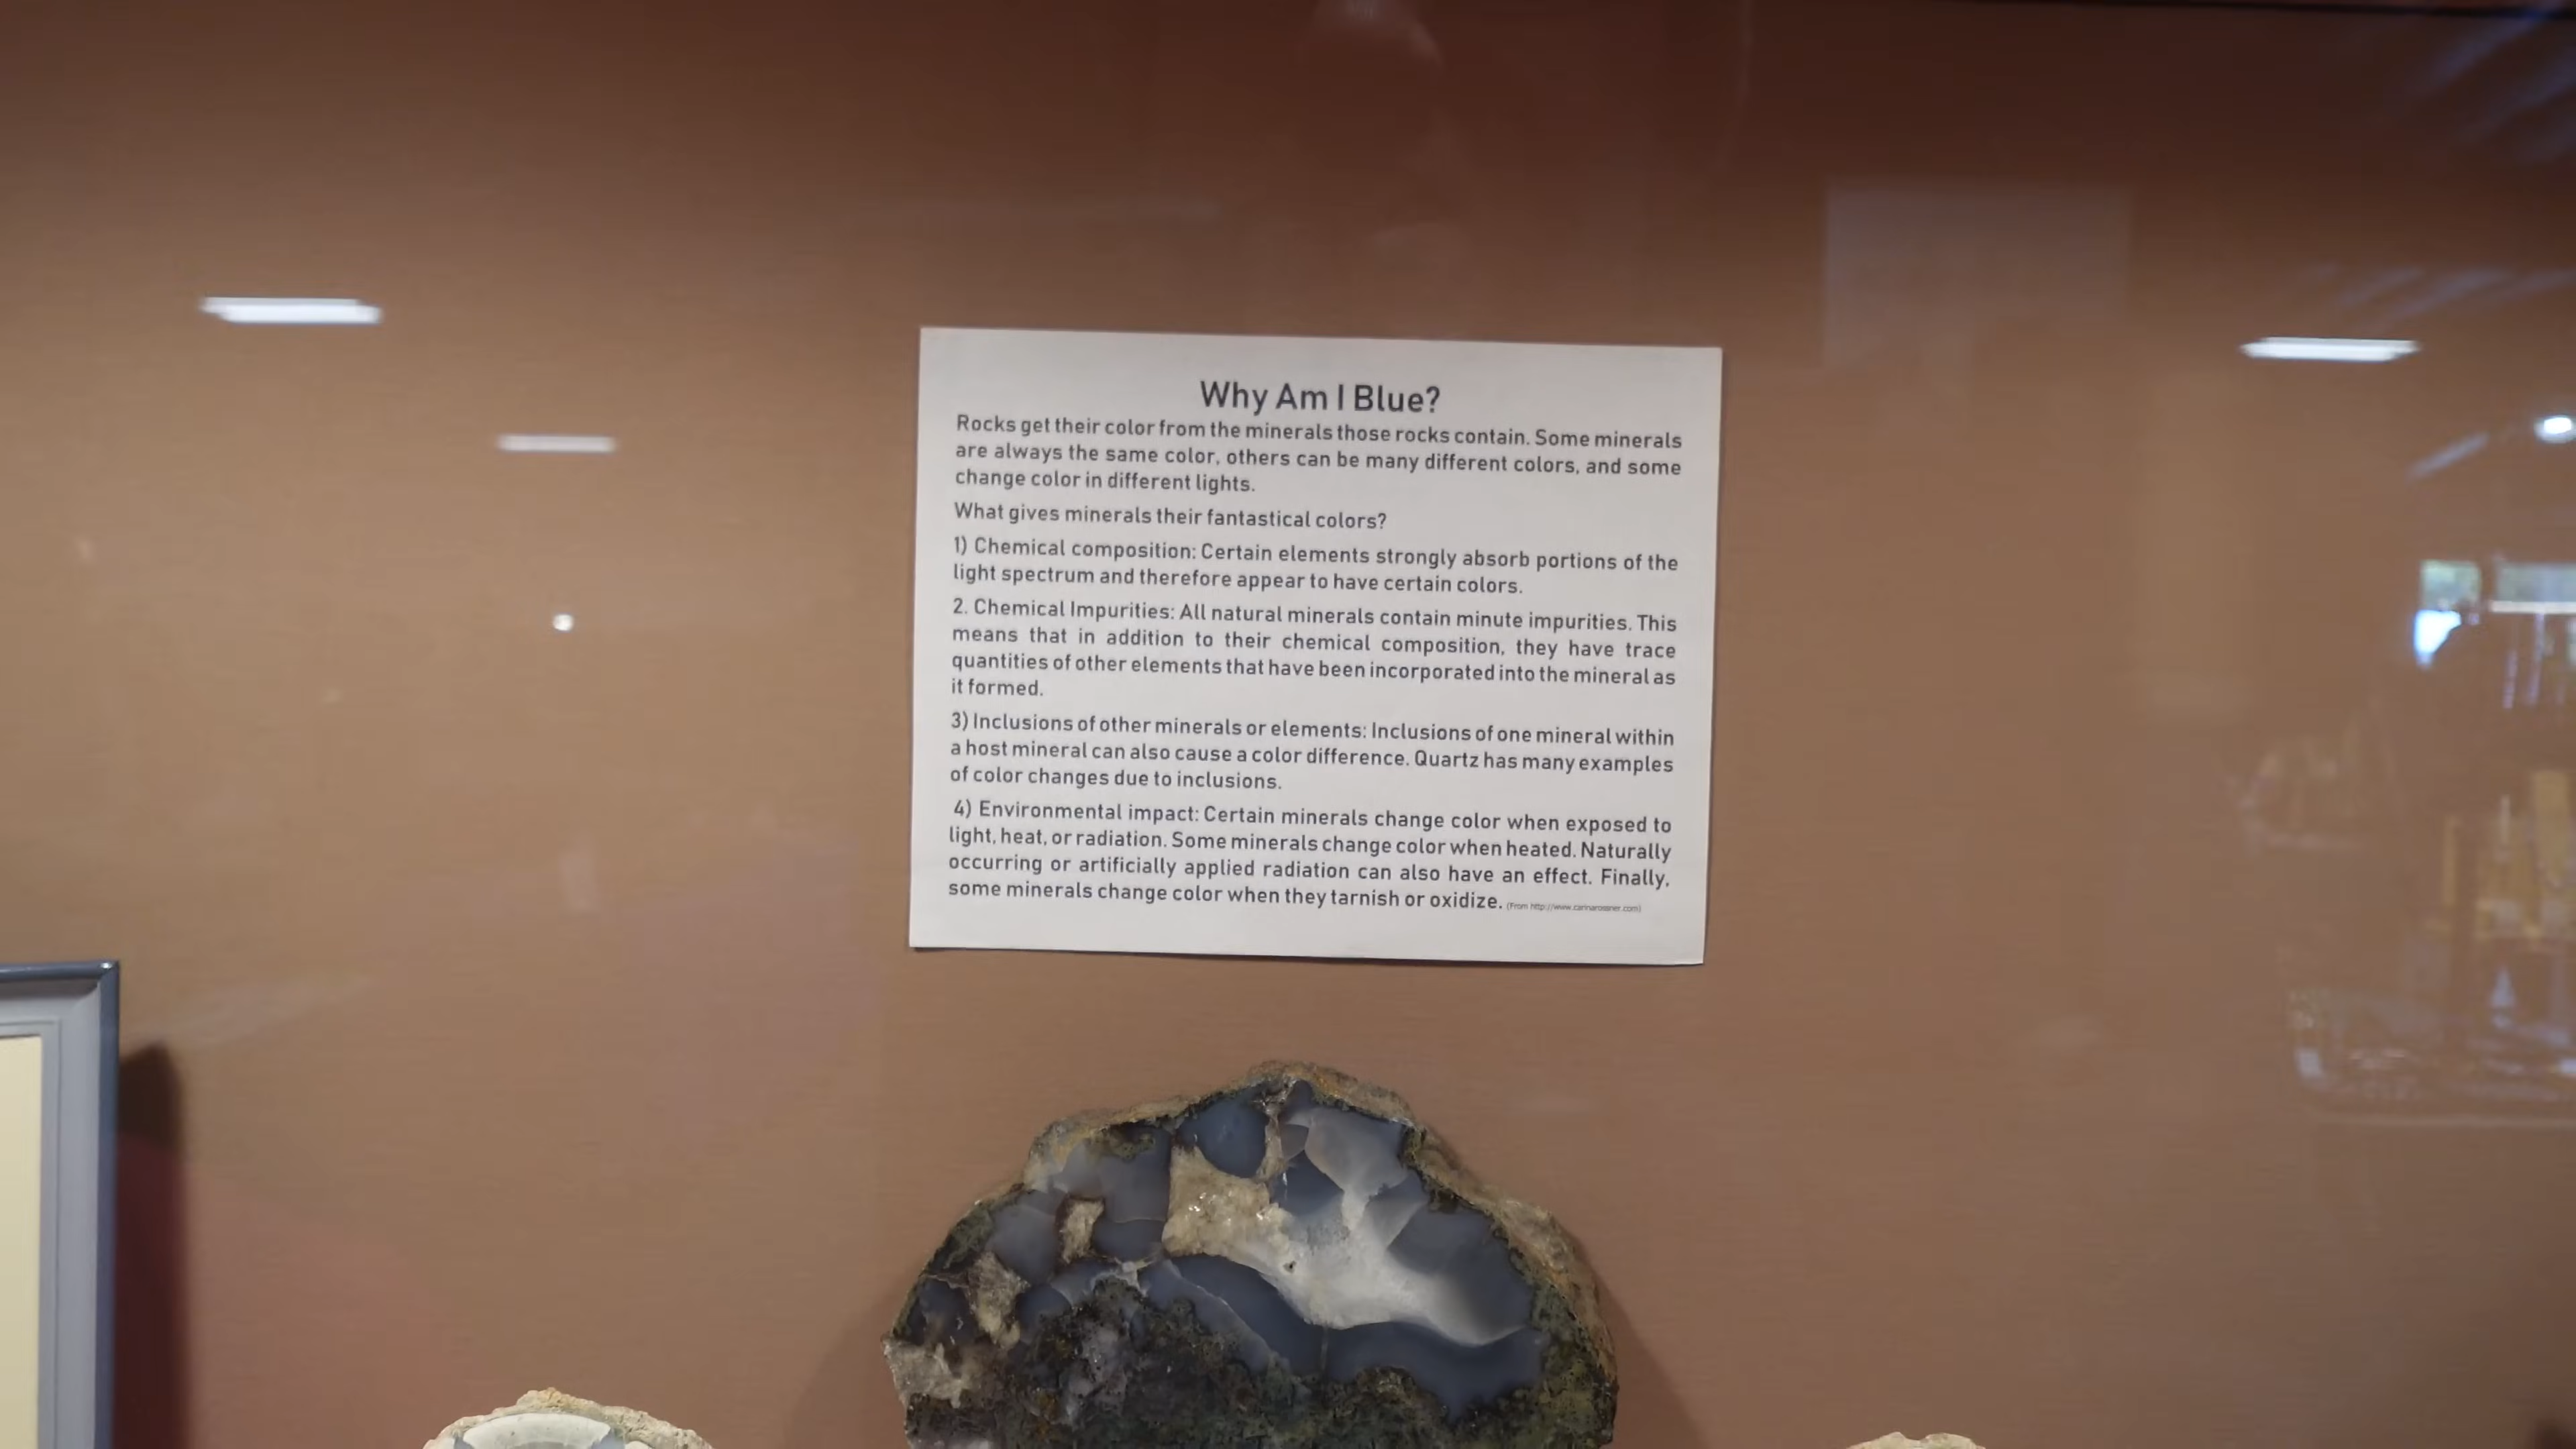 Why Am I Blue?
Rocks get their color from the minerals those rocks contain. Some minerals
are always the same color, others can be many different colors, and some
change color in different lights.
What gives minerals their fantastical colors?
1) Chemical composition: Certain elements strongly absorb portions of the
light spectrum and therefore appear to have certain colors.
2. Chemical Impurities: All natural minerals contain minute impurities. This
means that in addition to their chemical composition, they have trace
quantities of other elements that have been incorporated into the mineral as
it formed.
3) Inclusions of other minerals or elements: Inclusions of one mineral within
a host mineral can also cause a color difference. Quartz has many examples
of color changes due to inclusions.
4) Environmental impact: Certain minerals change color when exposed to
light, heat, or radiation. Some minerals change color when heated. Naturally
occurring or artificially applied radiation can also have an effect. Finally,
some minerals change color when they tarnish or oxidize. (From http://www.carinarossner.com)